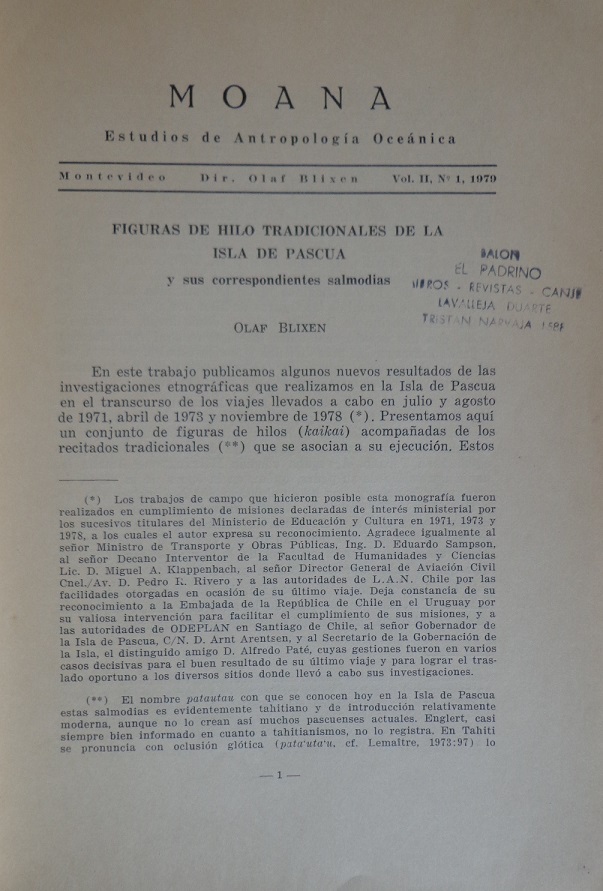 MOANA
Estudios de Antropología Oceánica
Montevideo Dir. Olaf Blixen Vol. II, Nº 1, 1979
FIGURAS DE HILO TRADICIONALES DE LA
ISLA DE PASCUA
y sus correspondientes salmodias
SALON
EL PADRINO
LIBROS - REVISTAS - CANJE
LAVALLEJA DUARTE
TRISTAN NARVAJA
OLAF BLIXEN
En este trabajo publicamos algunos nuevos resultados de las
investigaciones etnográficas que realizamos en la Isla de Pascua
en el transcurso de los viajes llevados a cabo en julio y agosto
de 1971, abril de 1973 y noviembre de 1978 (*). Presentamos aquí
un conjunto de figuras de hilos (kaikai) acompañadas de los
recitados tradicionales (**) que se asocian a su ejecución. Estos
(*) Los trabajos de campo que hicieron posible esta monografía fueron
realizados en cumplimiento de misiones declaradas de interés ministerial por
los sucesivos titulares del Ministerio de Educación y Cultura en 1971, 1973 y
1978, a los cuales el autor expresa su reconocimiento. Agradece igualmente al
señor Ministro de Transporte y Obras Públicas, Ing. D. Eduardo Sampson,
al señor Decano Interventor de la Facultad de Humanidades y Ciencias
Lic. D. Miguel A. Klappenbach, al señor Director General de Aviación Civil
Cnel./Av. D. Pedro R. Rivero y a las autoridades de L.A.N. Chile por las
facilidades otorgadas en ocasión de su último viaje. Deja constancia de su
reconocimiento a la Embajada de la República de Chile en el Uruguay por
su valiosa intervención para facilitar el cumplimiento de sus misiones, y a
las autoridades de ODEPLAN en Santiago de Chile, al señor Gobernador de
la Isla de Pascua, C/N. D. Arnt Arentsen, y al Secretario de la Gobernación de
la Isla, el distinguido amigo D. Alfredo Paté, cuyas gestiones fueron en varios
casos decisivas para el buen resultado de su último viaje y para lograr el tras-
lado oportuno a los diversos sitios donde llevó a cabo sus investigaciones.
(**) El nombre patautau con que se conocen hoy en la Isla de Pascua
estas salmodias es evidentemente tahitiano y de introducción relativamente
moderna, aunque no lo crean así muchos pascuenses actuales. Englert, casi
siempre bien informado en cuanto a tahitianismos, no lo registra. En Tahiti
se pronuncia con oclusión glótica (pata'uta'u, cf. Lemaître, 1973:97) lo
— 1 —